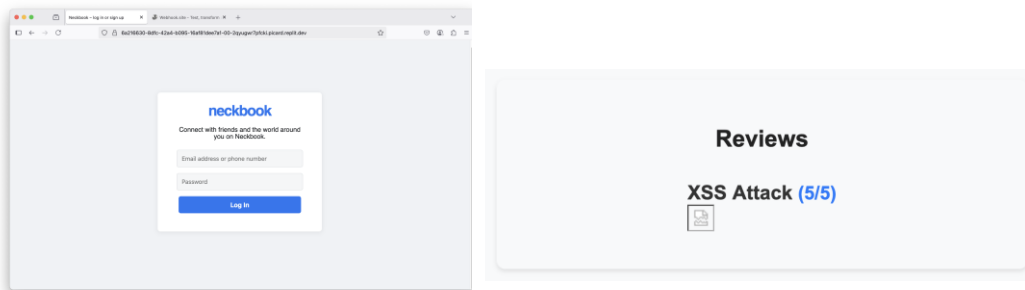 Neckbook – log in or sign up
Webhook.site - Test, transform
neckbook
Connect with friends and the world around
you on Neckbook.
Email address or phone number
Password
Log In
Reviews
XSS Attack (5/5)